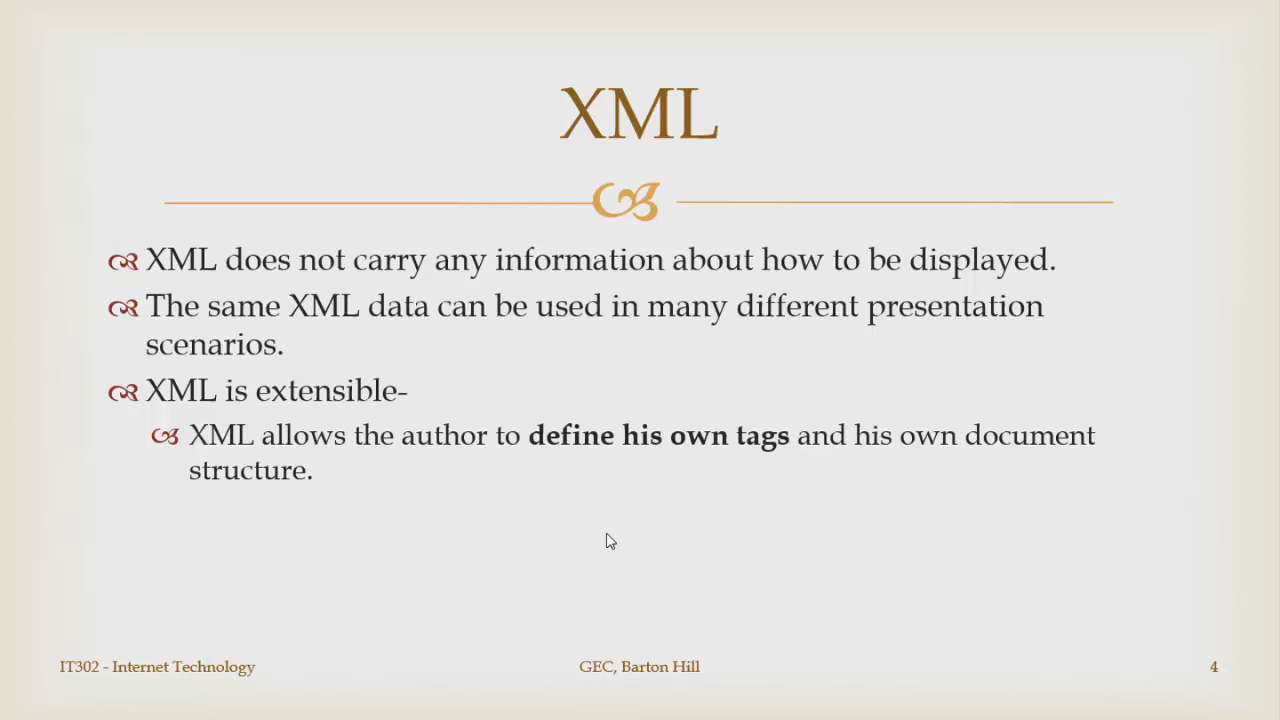 XML
XML does not carry any information about how to be displayed.
The same XML data can be used in many different presentation
scenarios.
XML is extensible-
XML allows the author to define his own tags and his own document
structure.
IT302 - Internet Technology
GEC, Barton Hill
4